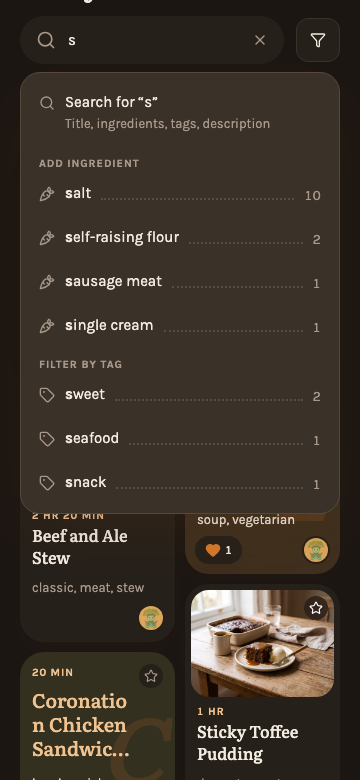 s
Search for “s”
Title, ingredients, tags, description
ADD INGREDIENT
salt 10
self-raising flour 2
sausage meat 1
single cream 1
FILTER BY TAG
sweet 2
seafood 1
snack 1
2 HR 20 MIN
Beef and Ale
Stew
classic, meat, stew
soup, vegetarian
1
20 MIN
Coronatio
n Chicken
Sandwic…
C
1 HR
Sticky Toffee
Pudding